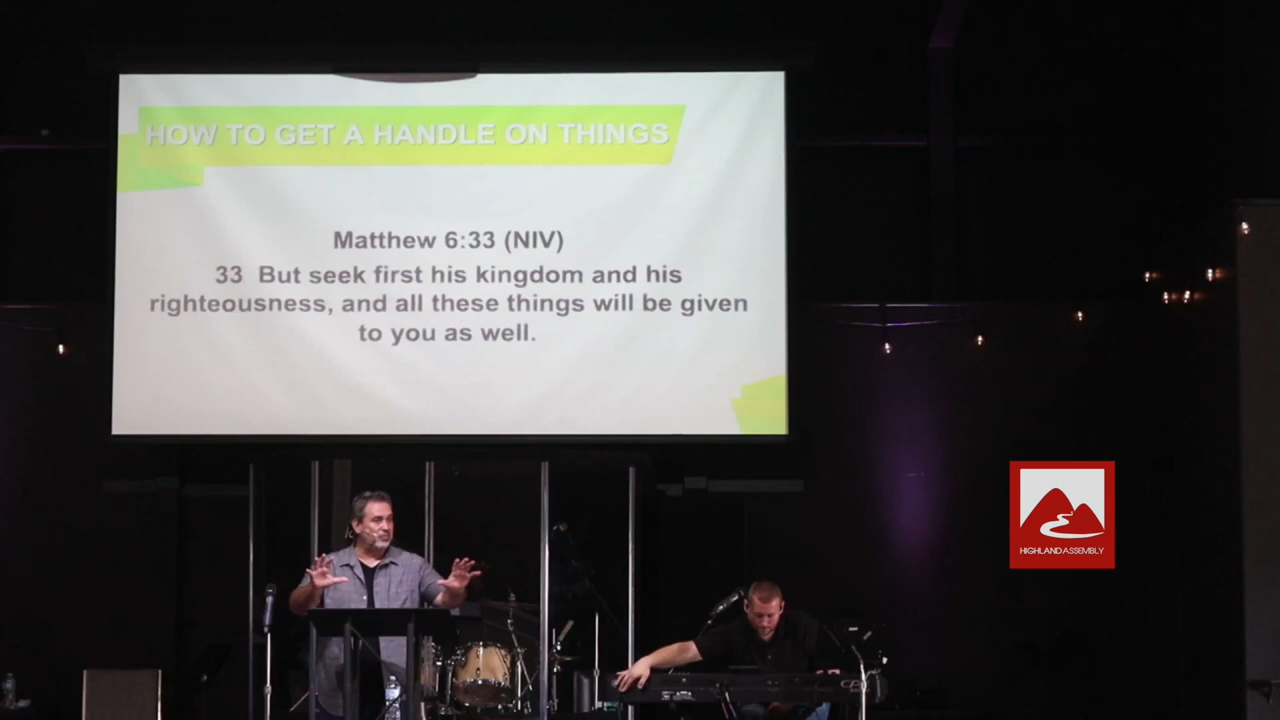 HOW TO GET A HANDLE ON THINGS
Matthew 6:33 (NIV)
33 But seek first his kingdom and his
righteousness, and all these things will be given
to you as well.
HIGHLAND ASSEMBLY